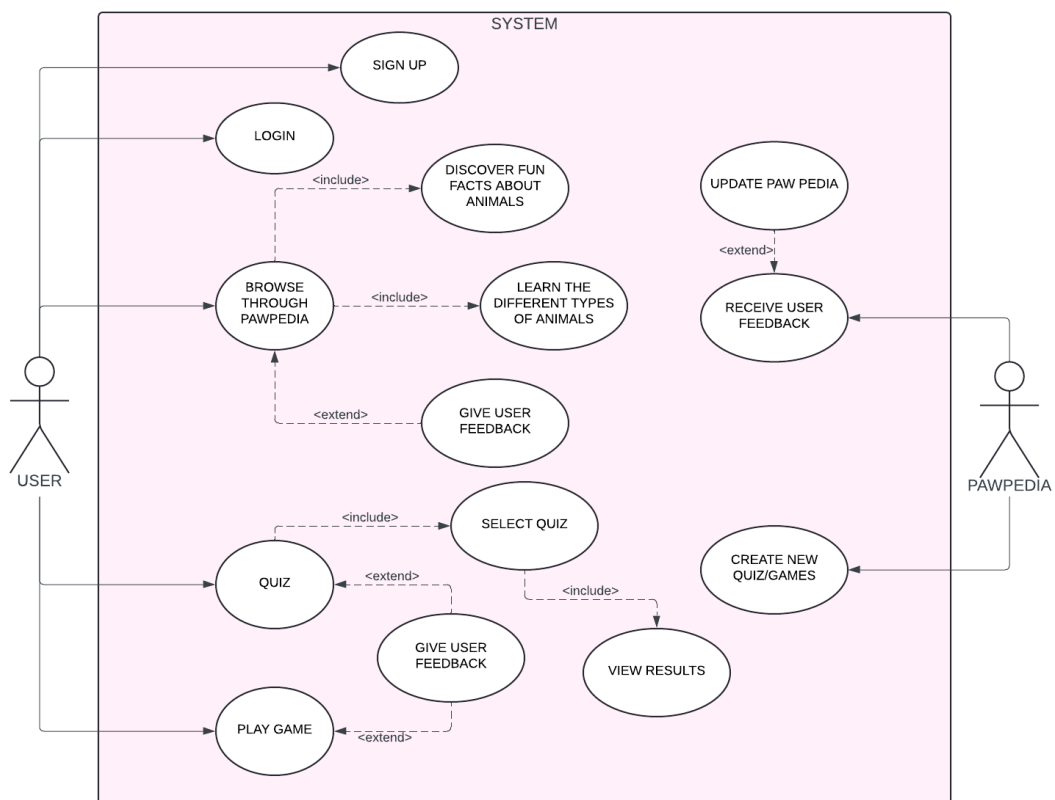 SYSTEM
SIGN UP
LOGIN
DISCOVER FUN
FACTS ABOUT
ANIMALS
<include>
UPDATE PAW PEDIA
<extend>
BROWSE
THROUGH
PAWPEDIA
<include>
LEARN THE
DIFFERENT TYPES
OF ANIMALS
RECEIVE USER
FEEDBACK
<extend>
GIVE USER
FEEDBACK
USER
PAWPEDIA
<include>
SELECT QUIZ
QUIZ
<extend>
<include>
CREATE NEW
QUIZ/GAMES
GIVE USER
FEEDBACK
VIEW RESULTS
PLAY GAME
<extend>